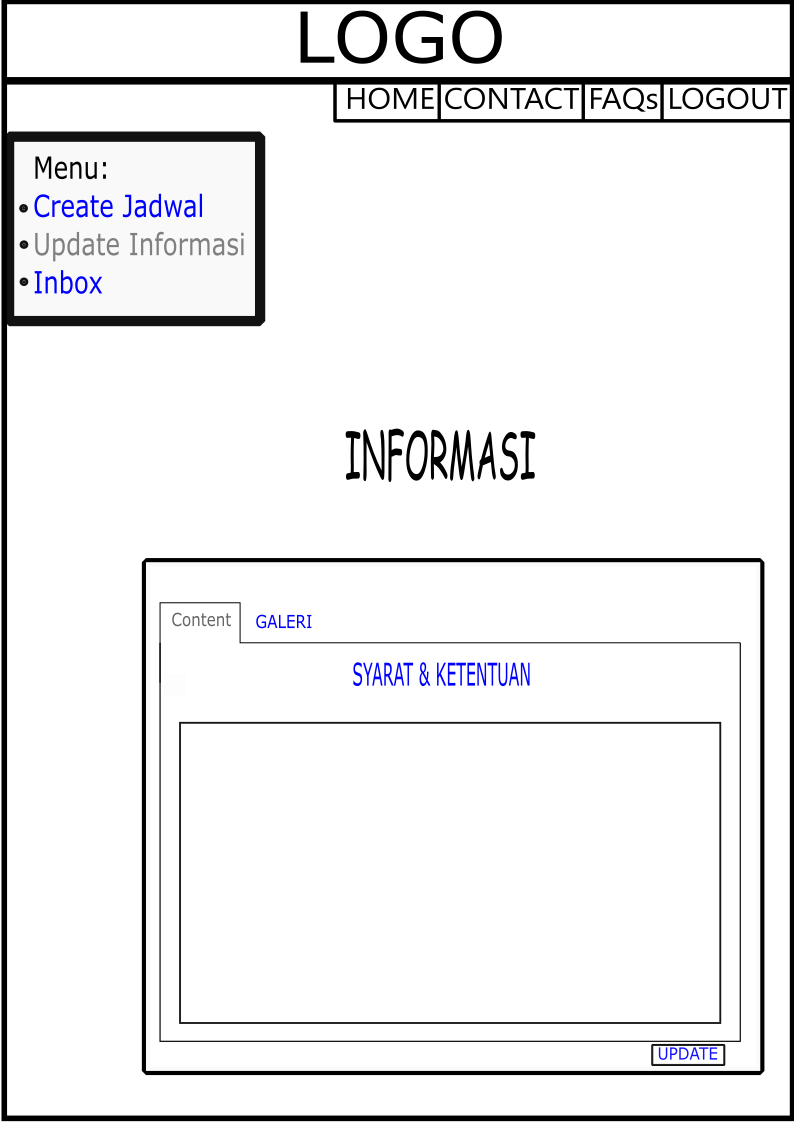 LOGO
HOME CONTACT FAQs LOGOUT
Menu:
Create Jadwal
Update Informasi
Inbox
INFORMASI
Content GALERI
SYARAT & KETENTUAN
UPDATE